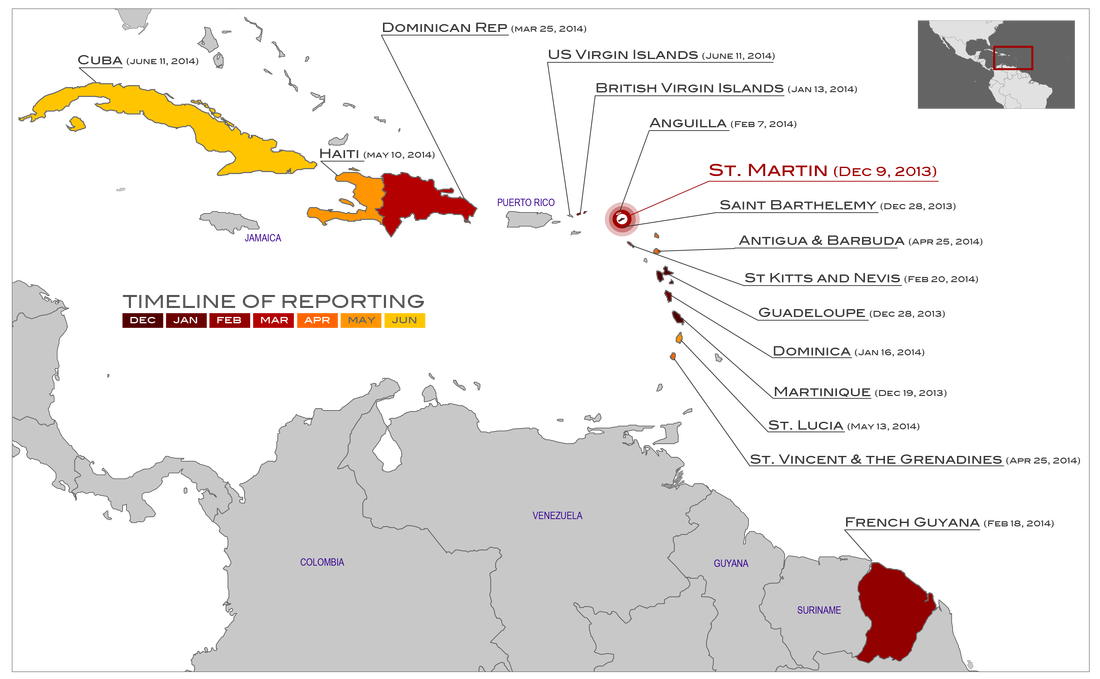 DOMINICAN REP (MAR 25, 2014)
US VIRGIN ISLANDS (JUNE 11, 2014)
CUBA (JUNE 11, 2014)
BRITISH VIRGIN ISLANDS (JAN 13, 2014)
ANGUILLA (FEB 7, 2014)
HAITI (MAY 10, 2014)
ST. MARTIN (DEC 9, 2013)
PUERTO RICO
SAINT BARTHELEMY (DEC 28, 2013)
JAMAICA
ANTIGUA & BARBUDA (APR 25, 2014)
ST KITTS AND NEVIS (FEB 20, 2014)
TIMELINE OF REPORTING
DEC JAN FEB MAR APR MAY JUN
GUADELOUPE (DEC 28, 2013)
DOMINICA (JAN 16, 2014)
MARTINIQUE (DEC 19, 2013)
ST. LUCIA (MAY 13, 2014)
ST. VINCENT & THE GRENADINES (APR 25, 2014)
VENEZUELA
FRENCH GUYANA (FEB 18, 2014)
COLOMBIA
GUYANA
SURINAME